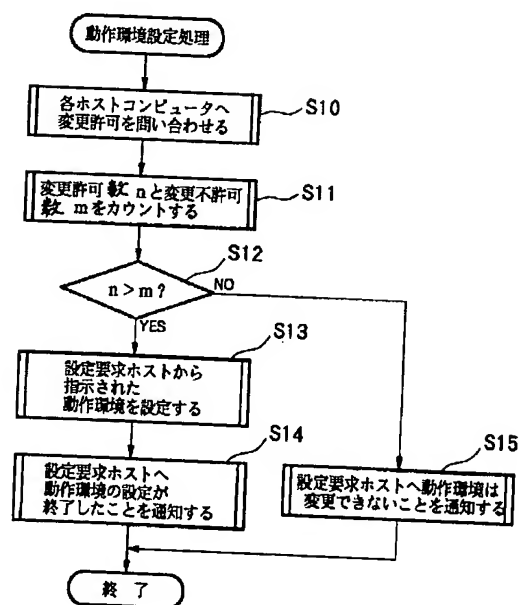 動作環境設定処理
各ホストコンピュータへ
変更許可を問い合わせる
S10
変更許可数 nと変更不許可
数 mをカウントする
S11
S12
n>m?
NO
YES
S13
設定要求ホストから
指示された
動作環境を設定する
S14
設定要求ホストへ
動作環境の設定が
終了したことを通知する
S15
設定要求ホストへ動作環境は
変更できないことを通知する
終 了